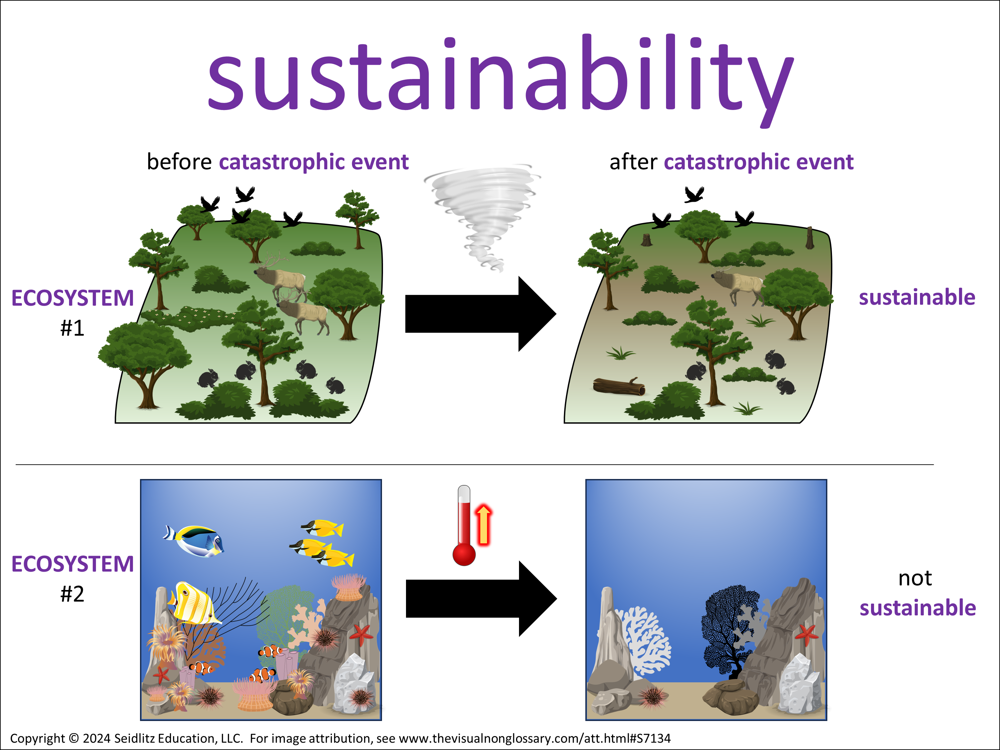 sustainability
before catastrophic event
after catastrophic event
ECOSYSTEM
#1
sustainable
ECOSYSTEM
#2
not
sustainable
Copyright © 2024 Seidlitz Education, LLC.  For image attribution, see www.thevisualnonglossary.com/att.html#S7134